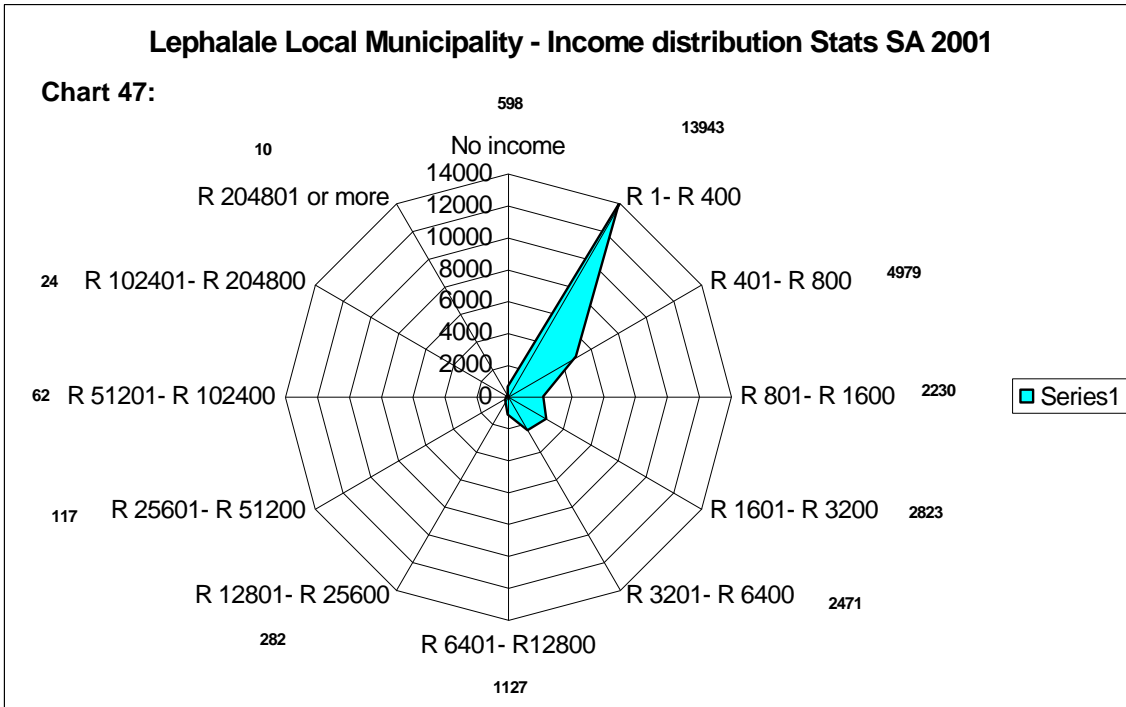 Lephalale Local Municipality - Income distribution Stats SA 2001
Chart 47:
598
13943
10
No income
14000
R 204801 or more
R 1- R 400
12000
10000
24
R 102401- R 204800
8000
R 401- R 800
4979
6000
4000
2000
62
R 51201- R 102400
0
R 801- R 1600
2230
Series1
117
R 25601- R 51200
R 1601- R 3200
2823
R 12801- R 25600
R 3201- R 6400
2471
282
R 6401- R12800
1127